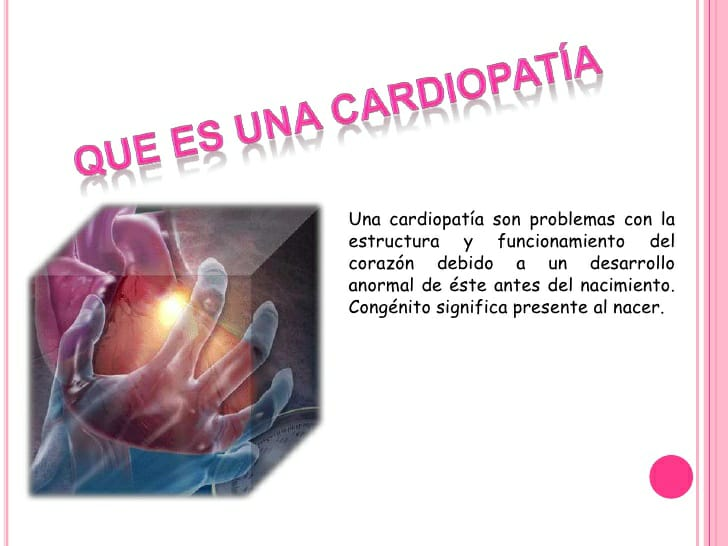 QUE ES UNA CARDIOPATÍA
Una cardiopatía son problemas con la
estructura y funcionamiento del
corazón debido a un desarrollo
anormal de éste antes del nacimiento.
Congénito significa presente al nacer.